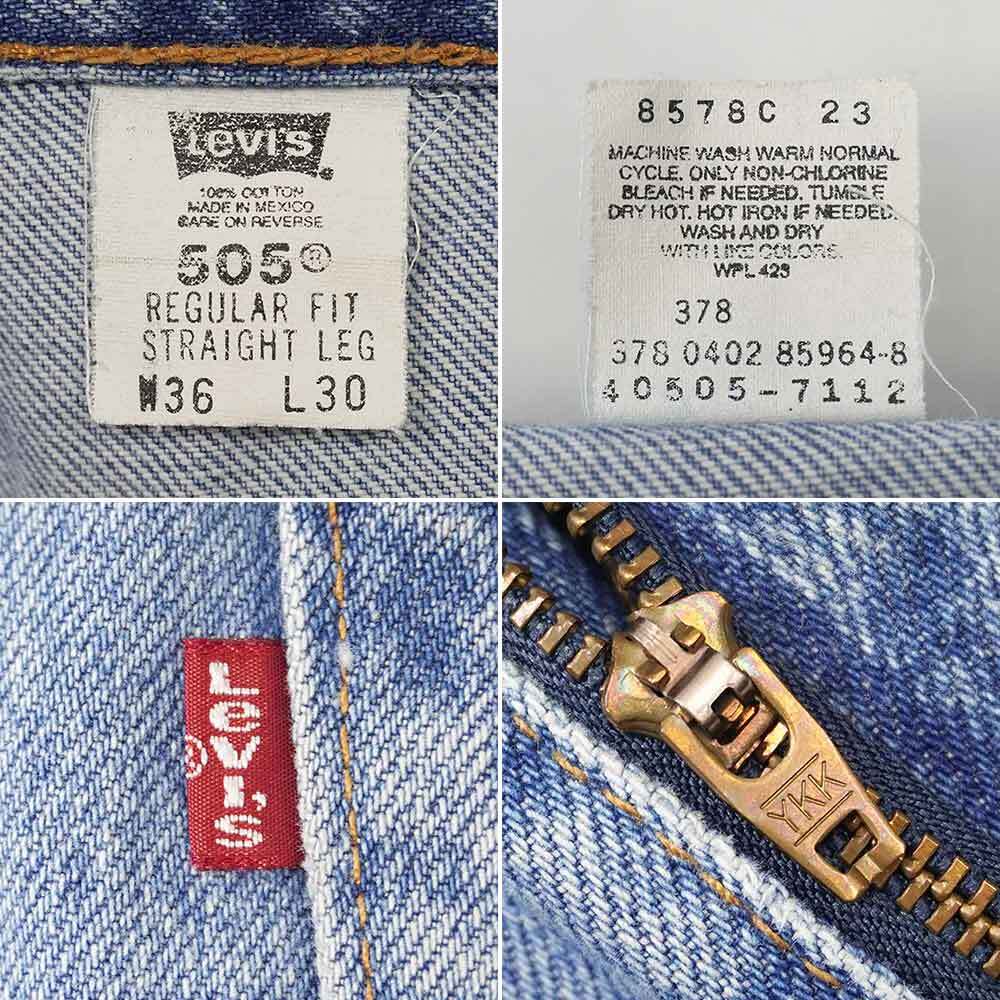 Levi's
100% COTTON
MADE IN MEXICO
CARE ON REVERSE
505®
REGULAR FIT
STRAIGHT LEG
W36 L30
8578C 23
MACHINE WASH WARM NORMAL
CYCLE. ONLY NON-CHLORINE
BLEACH IF NEEDED. TUMBLE
DRY HOT. HOT IRON IF NEEDED.
WASH AND DRY
WITH LIKE COLORS.
WPL 423
378
378 0402 85964-8
40505-7112
Levi's
®
YKK